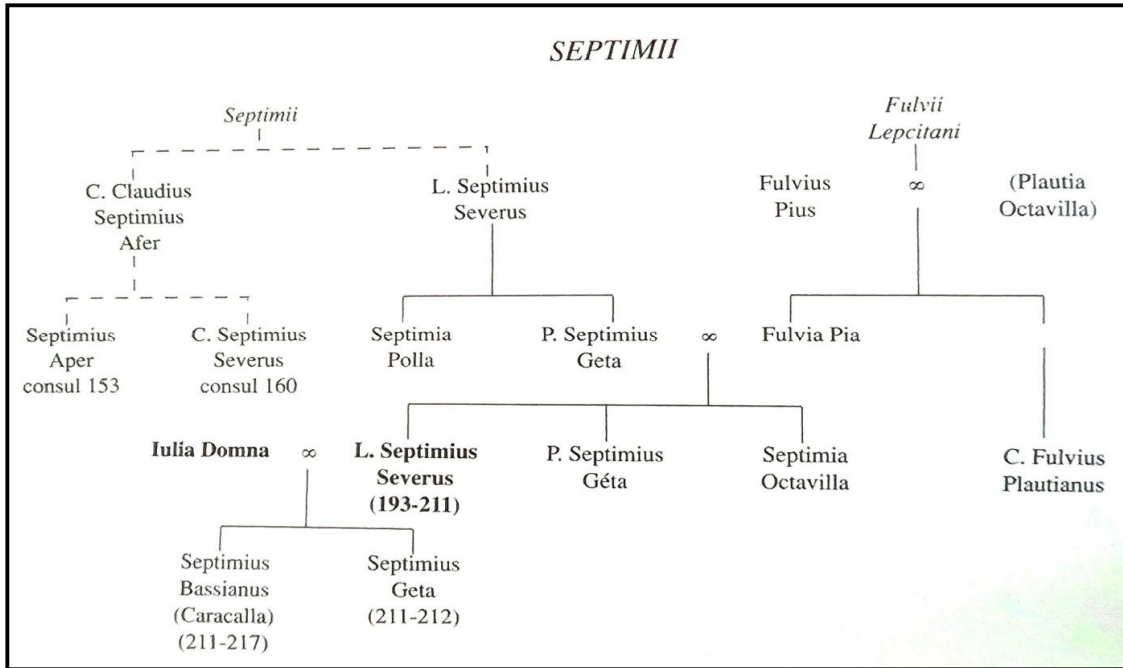 SEPTIMII
Septimii
Fulvii
Lepcitani
C. Claudius
Septimius
Afer
L. Septimius
Severus
Fulvius
Pius
∞
(Plautia
Octavilla)
Septimius
Aper
consul 153
C. Septimius
Severus
consul 160
Septimia
Polla
P. Septimius
Geta
∞
Fulvia Pia
Iulia Domna
∞
L. Septimius
Severus
(193-211)
P. Septimius
Géta
Septimia
Octavilla
C. Fulvius
Plautianus
Septimius
Bassianus
(Caracalla)
(211-217)
Septimius
Geta
(211-212)